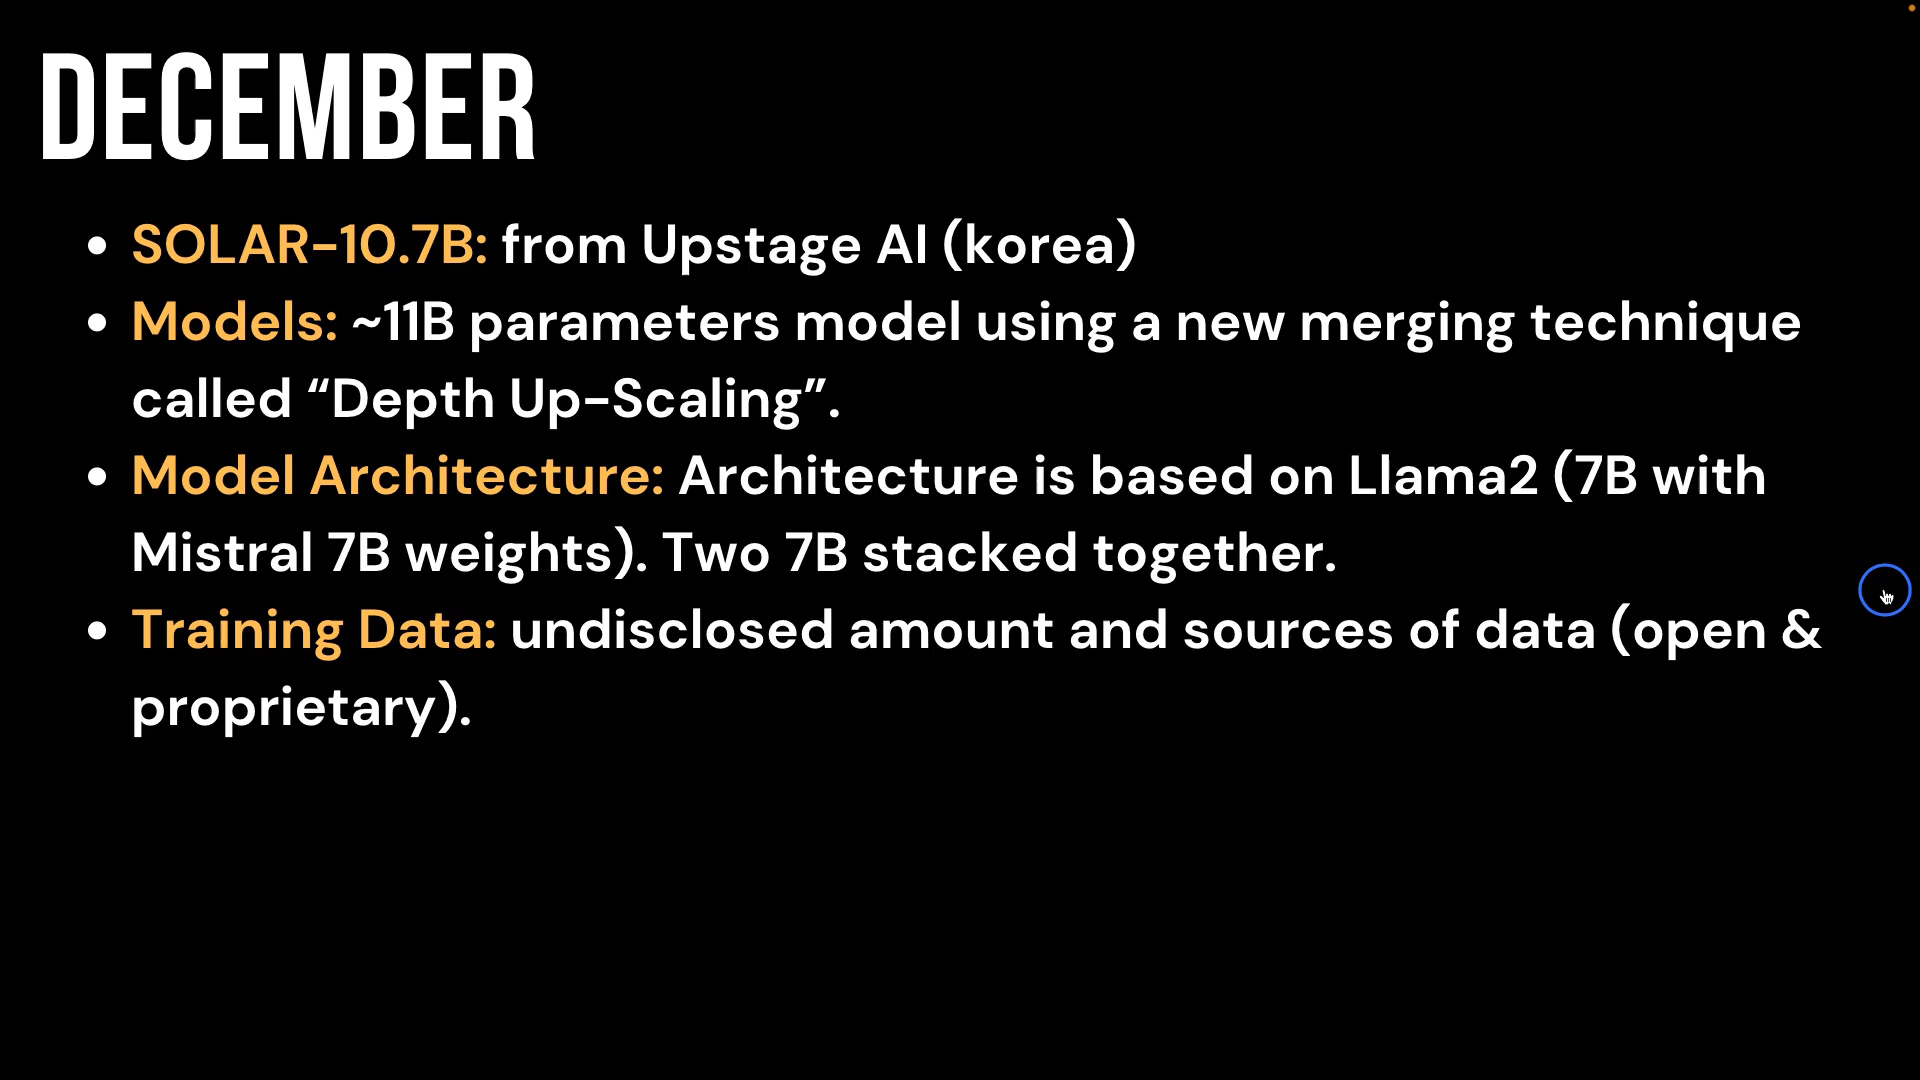 DECEMBER
• SOLAR-10.7B: from Upstage AI (korea)
• Models: ~11B parameters model using a new merging technique
called “Depth Up-Scaling”.
• Model Architecture: Architecture is based on Llama2 (7B with
Mistral 7B weights). Two 7B stacked together.
• Training Data: undisclosed amount and sources of data (open &
proprietary).